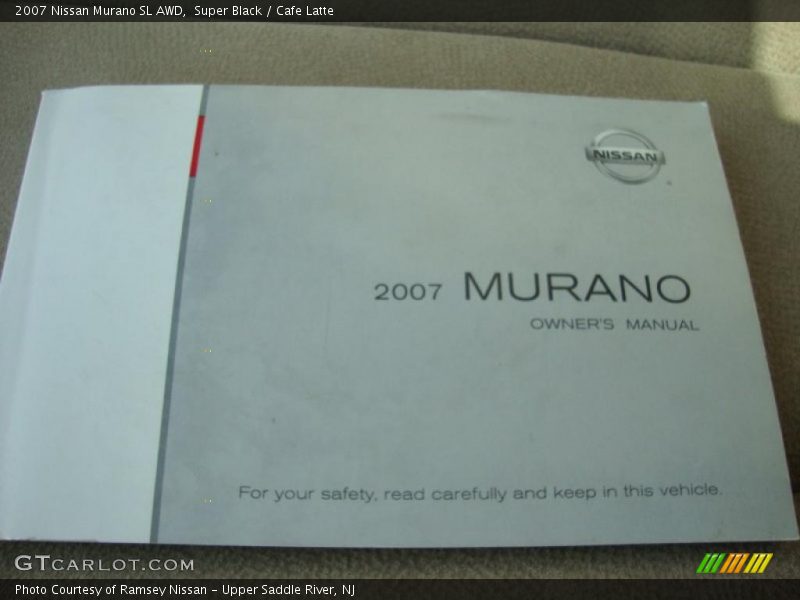 2007 Nissan Murano SL AWD,  Super Black / Cafe Latte
NISSAN
2007 MURANO
OWNER'S MANUAL
For your safety, read carefully and keep in this vehicle.
GTCARLOT.COM
Photo Courtesy of Ramsey Nissan - Upper Saddle River, NJ